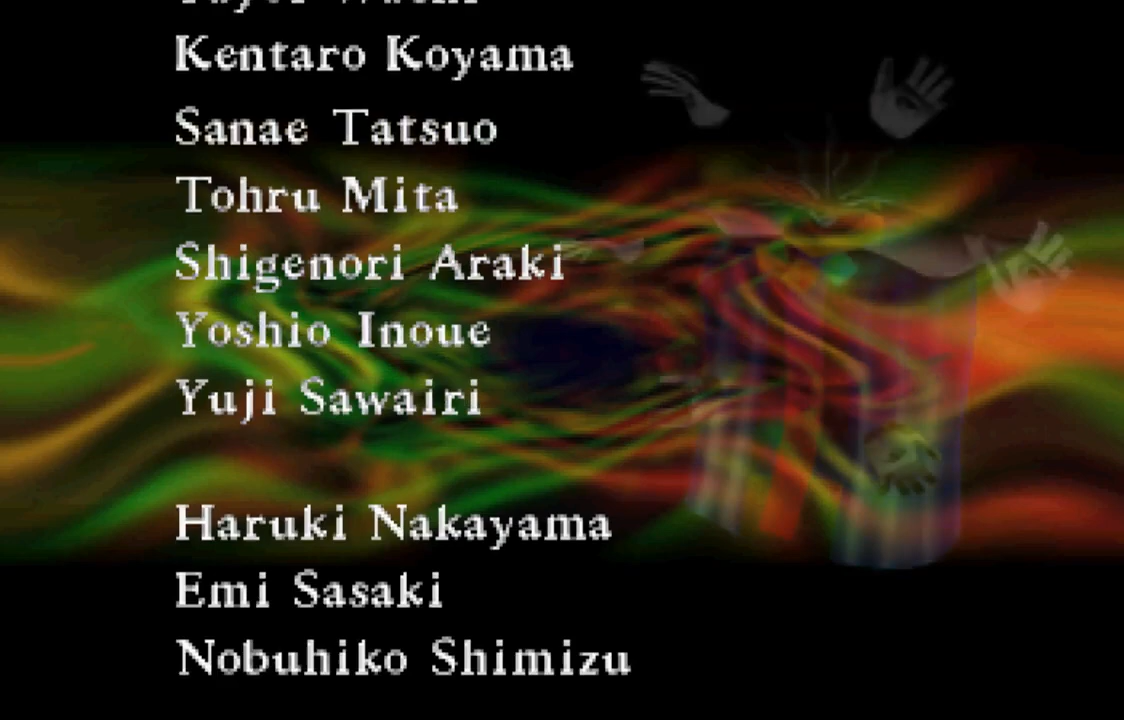 Kentaro Koyama
Sanae Tatsuo
Tohru Mita
Shigenori Araki
Yoshio Inoue
Yuji Sawairi
Haruki Nakayama
Emi Sasaki
Nobuhiko Shimizu